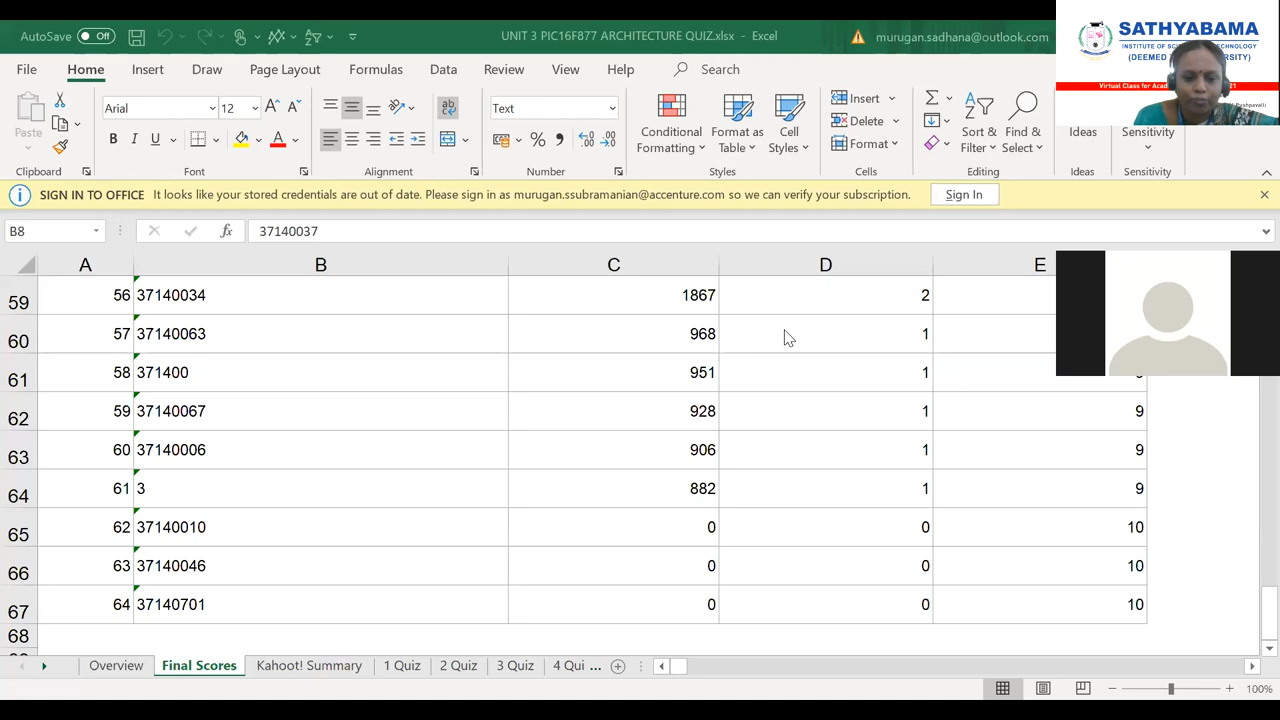 AutoSave Off UNIT 3 PIC16F877 ARCHITECTURE QUIZ.xlsx - Excel murugan.sadhana@outlook.com
SATHYABAMA
(DEEMED
File Home Insert Draw Page Layout Formulas Data Review View Help Search
Virtual Class for
Paste Arial 12 Text Conditional Formatting Format as Table Cell Styles Insert Delete Format Sort & Filter Find & Select Ideas Sensitivity
Clipboard Font Alignment Number Styles Cells Editing Ideas Sensitivity
SIGN IN TO OFFICE It looks like your stored credentials are out of date. Please sign in as murugan.ssubramanian@accenture.com so we can verify your subscription. Sign In
B8 fx 37140037
A B C D E
59 56 37140034 1867 2
60 57 37140063 968 1
61 58 371400 951 1
62 59 37140067 928 1 9
63 60 37140006 906 1 9
64 61 3 882 1 9
65 62 37140010 0 0 10
66 63 37140046 0 0 10
67 64 37140701 0 0 10
68
Overview Final Scores Kahoot! Summary 1 Quiz 2 Quiz 3 Quiz 4 Qui ...
100%